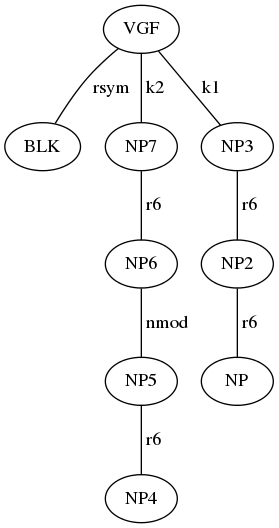 VGF
rsym k2 k1
BLK NP7 NP3
r6 r6
NP6 NP2
nmod r6
NP5 NP
r6
NP4